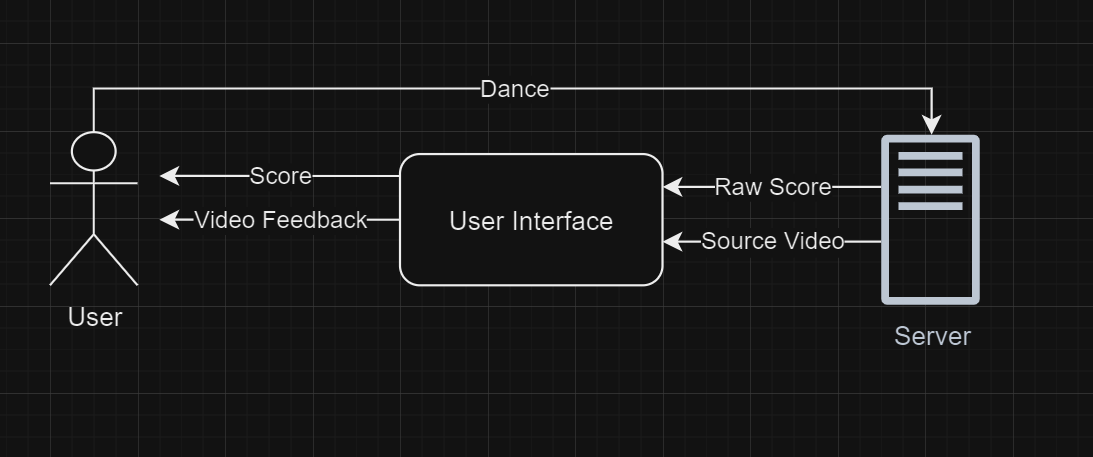 Dance
Score
Video Feedback
User Interface
Raw Score
Source Video
User
Server